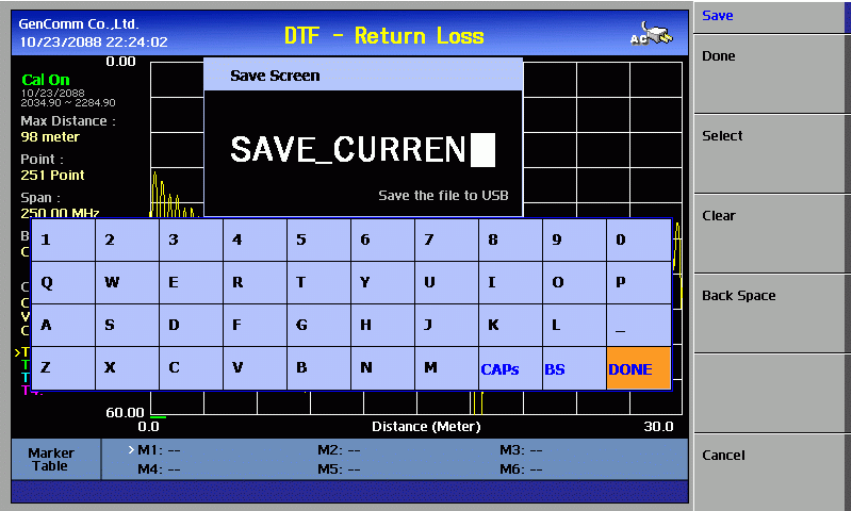 GenComm Co.,Ltd.
10/23/2088 22:24:02
DTF - Return Loss
AC
Save
Done
Select
Clear
Back Space
Cancel
0.00
Cal On
10/23/2088
2034.90 ~ 2284.90
Max Distance :
98 meter
Point :
251 Point
Span :
250.00 MHz
Save Screen
SAVE_CURREN
Save the file to USB
1 2 3 4 5 6 7 8 9 0
Q W E R T Y U I O P
A S D F G H J K L _
Z X C V B N M CAPs BS DONE
60.00
0.0 Distance (Meter) 30.0
Marker Table
>M1: -- M2: -- M3: --
M4: -- M5: -- M6: --